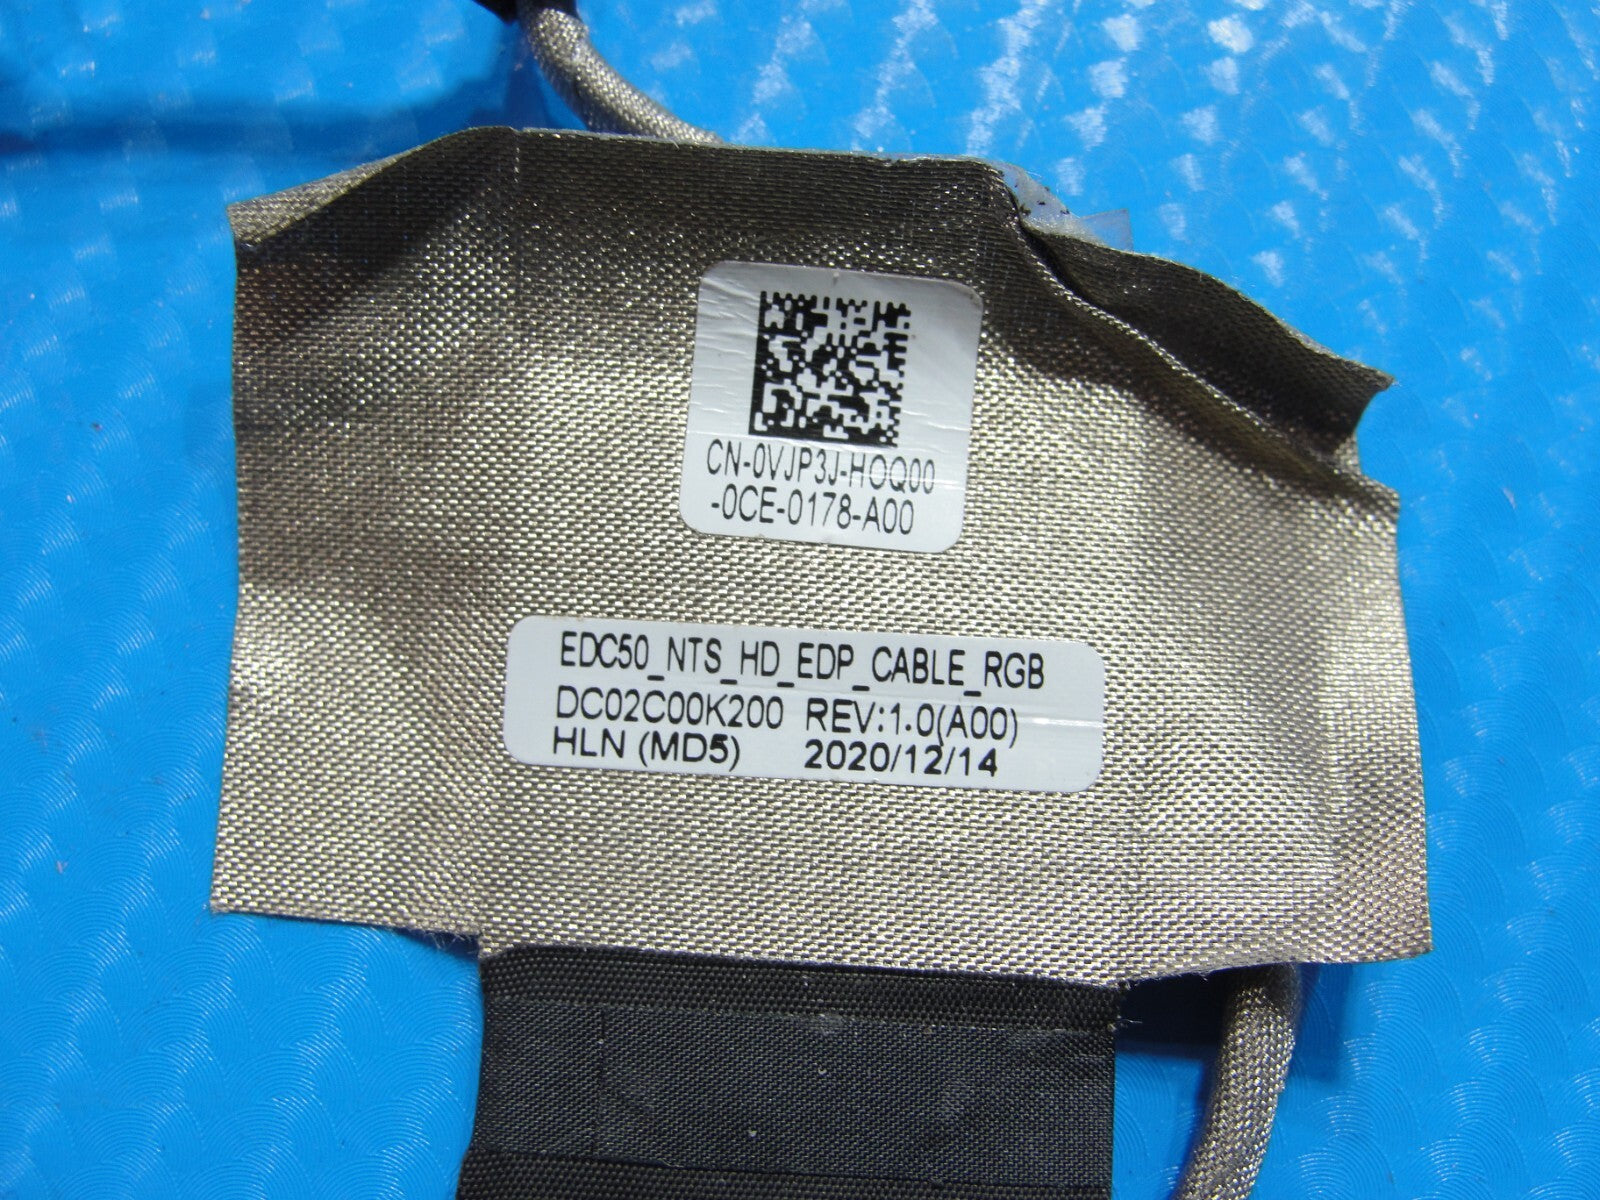 CN-0VJP3J-HOQ00
-0CE-0178-A00
EDC50_NTS_HD_EDP_CABLE_RGB
DC02C00K200 REV:1.0(A00)
HLN (MD5) 2020/12/14